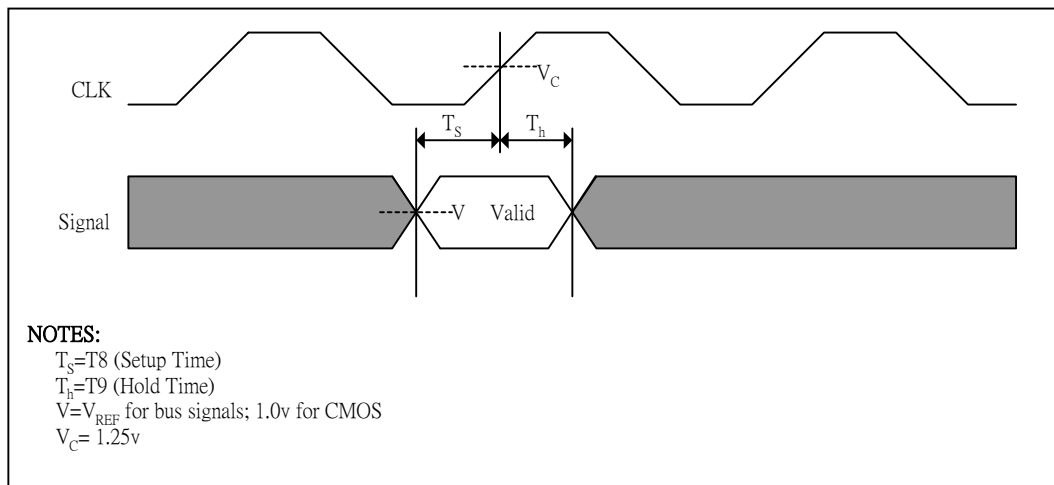 CLK
V_C
T_S
T_h
Signal
V
Valid
NOTES:
T_S=T8 (Setup Time)
T_h=T9 (Hold Time)
V=V_REF for bus signals; 1.0v for CMOS
V_C= 1.25v